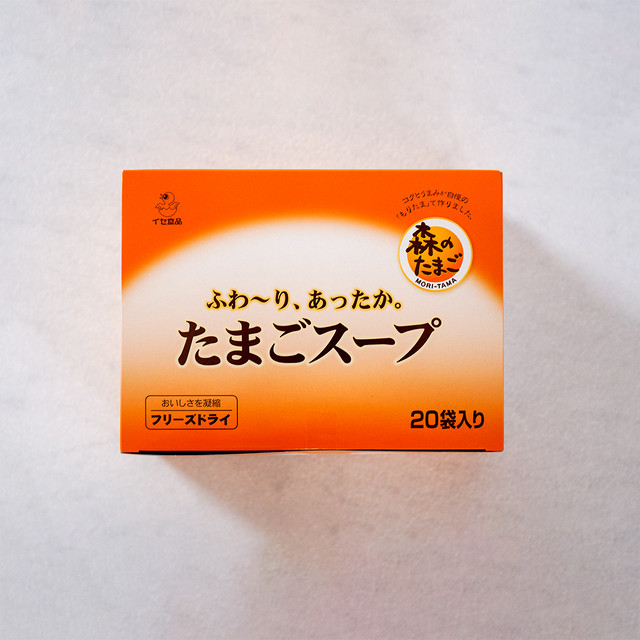 イセ食品
コクとうまみが自慢の
「もりたま」で作りました。
森の
たまご
MORI-TAMA
ふわ〜り、あったか。
たまごスープ
おいしさを凝縮
フリーズドライ
20袋入り